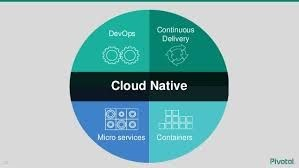 DevOps
Continuous
Delivery
Cloud Native
Micro services
Containers
Pivotal